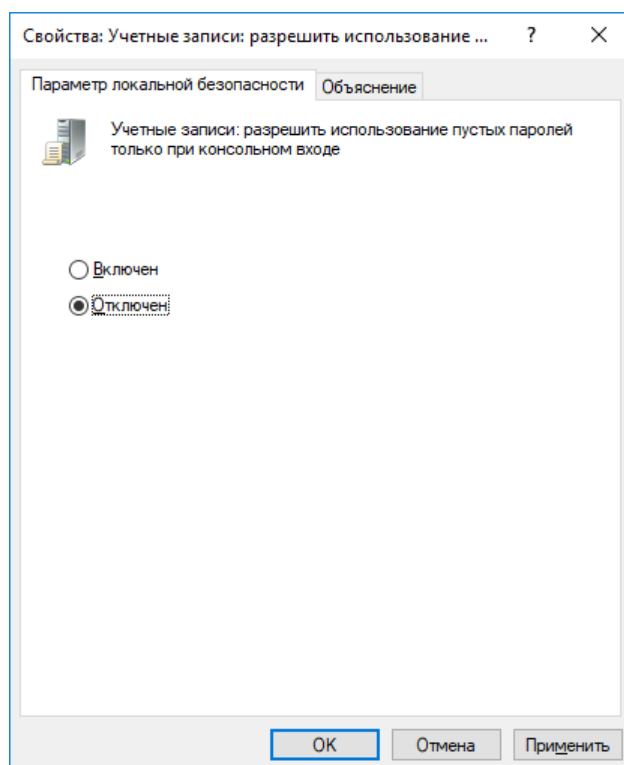 Свойства: Учетные записи: разрешить использование ...
?
Параметр локальной безопасности
Объяснение
Учетные записи: разрешить использование пустых паролей
только при консольном входе
Включен
Отключен
OK
Отмена
Применить